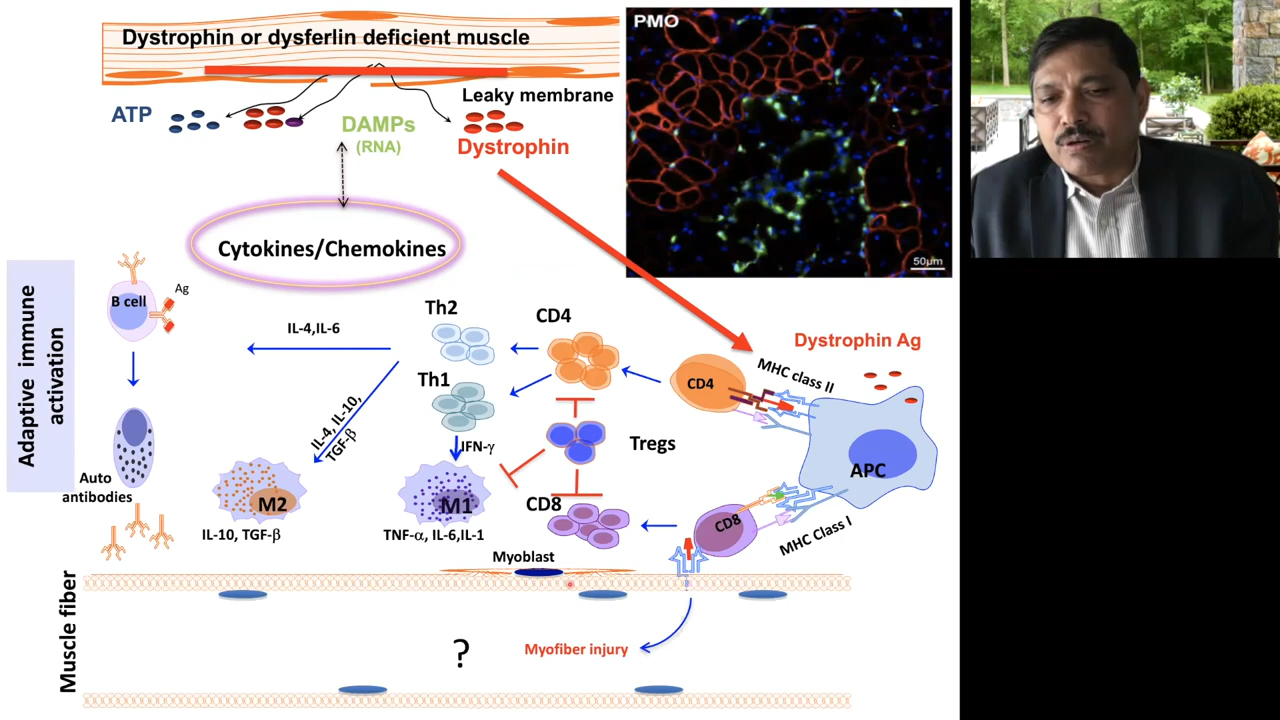 Dystrophin or dysferlin deficient muscle
PMO
Leaky membrane
ATP
DAMPs
(RNA)
Dystrophin
50µm
Cytokines/Chemokines
Adaptive immune
activation
B cell
Ag
IL-4,IL-6
Th2
CD4
Dystrophin Ag
MHC class II
CD4
Th1
IL-4, IL-10,
TGF-β
IFN-γ
Tregs
APC
Auto
antibodies
M2
M1
CD8
CD8
MHC Class I
IL-10, TGF-β
TNF-α, IL-6,IL-1
Myoblast
Muscle fiber
?
Myofiber injury